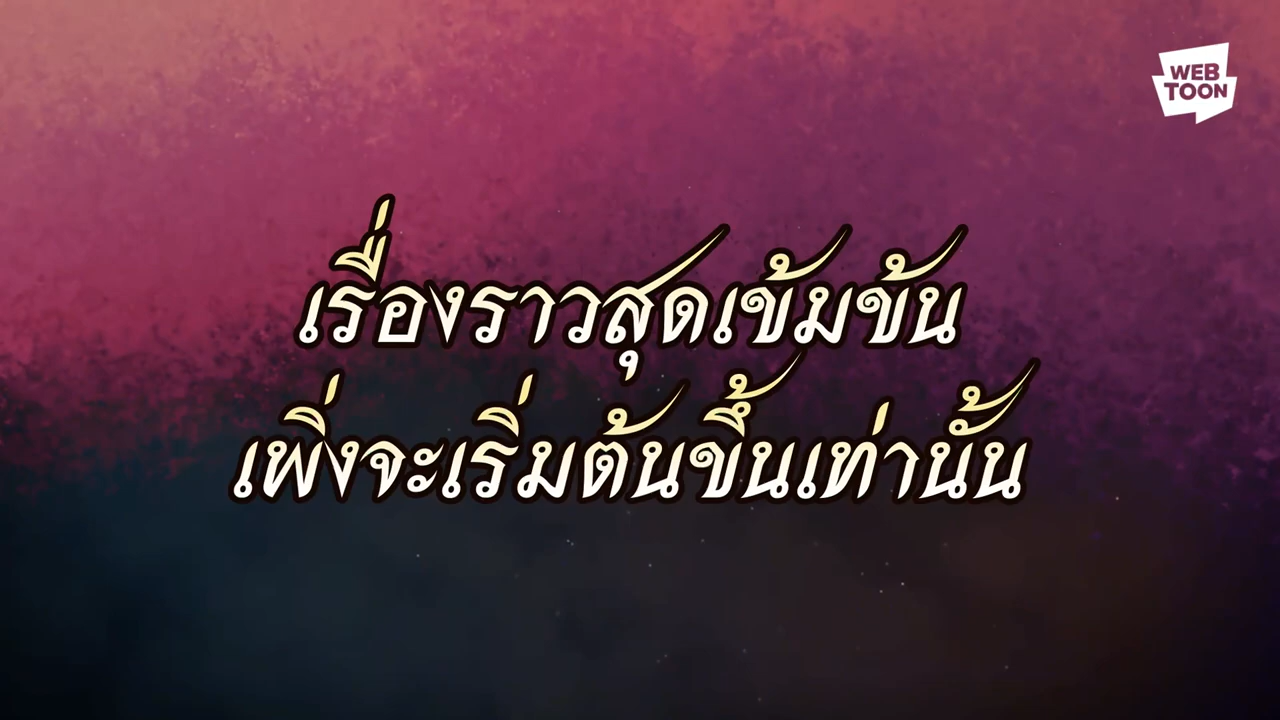 WEB
TOON
เรื่องราวสุดเข้มข้น
เพิ่งจะเริ่มต้นขึ้นเท่านั้น